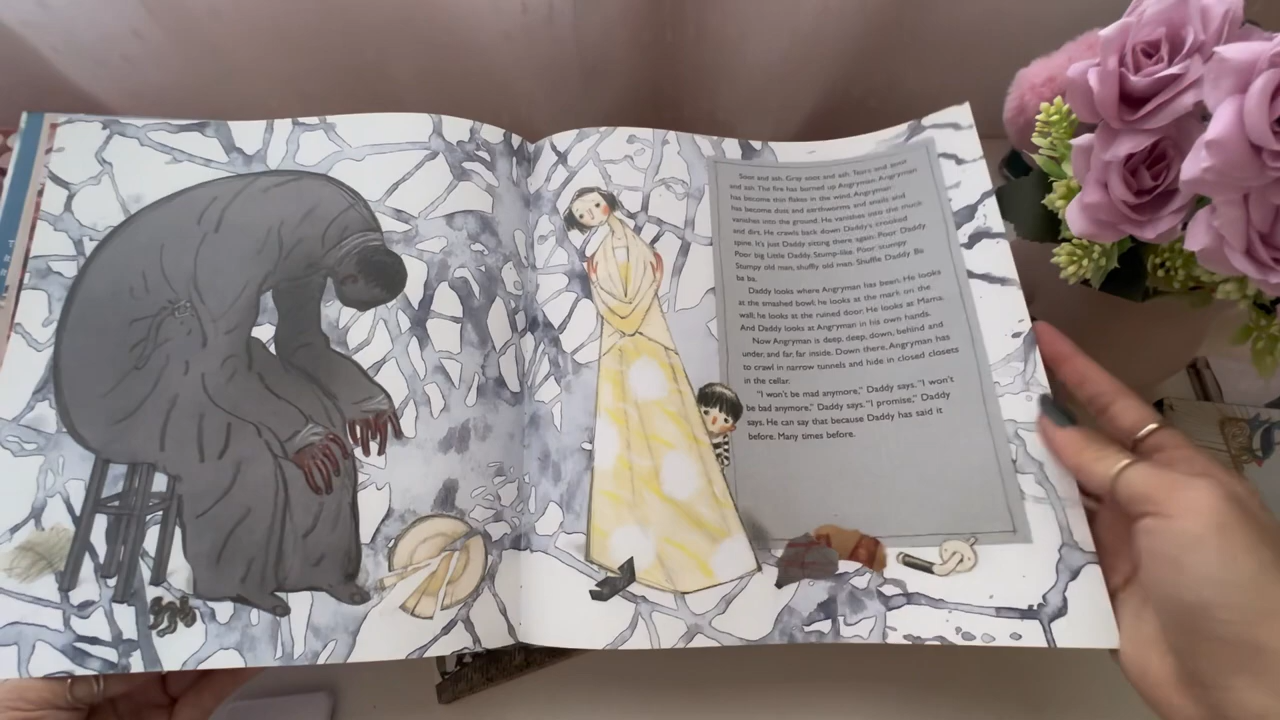 Soot and ash. Gray soot and ash. Tears and soot
and ash. The fire has burned up Angryman. Angryman
has become thin flakes in the wind. Angryman
has become dust and earthworms, and snails and
vanishes into the ground. He vanishes into the muck
and dirt. He crawls back down Daddy's crooked
spine. It's just Daddy sitting there again. Poor Daddy.
Poor big Little Daddy. Stump-like. Poor stumpy
Stumpy old man, shuffly old man. Shuffle Daddy. Ba
ba ba.
Daddy looks where Angryman has been. He looks
at the smashed bowl; he looks at the mark on the
wall; he looks at the ruined door. He looks at Mama.
And Daddy looks at Angryman in his own hands.
Now Angryman is deep, deep, down, behind and
under, and far, far inside. Down there, Angryman has
to crawl in narrow tunnels and hide in closed closets
in the cellar.
"I won't be mad anymore," Daddy says. "I won't
be bad anymore," Daddy says. "I promise," Daddy
says. He can say that because Daddy has said it
before. Many times before.